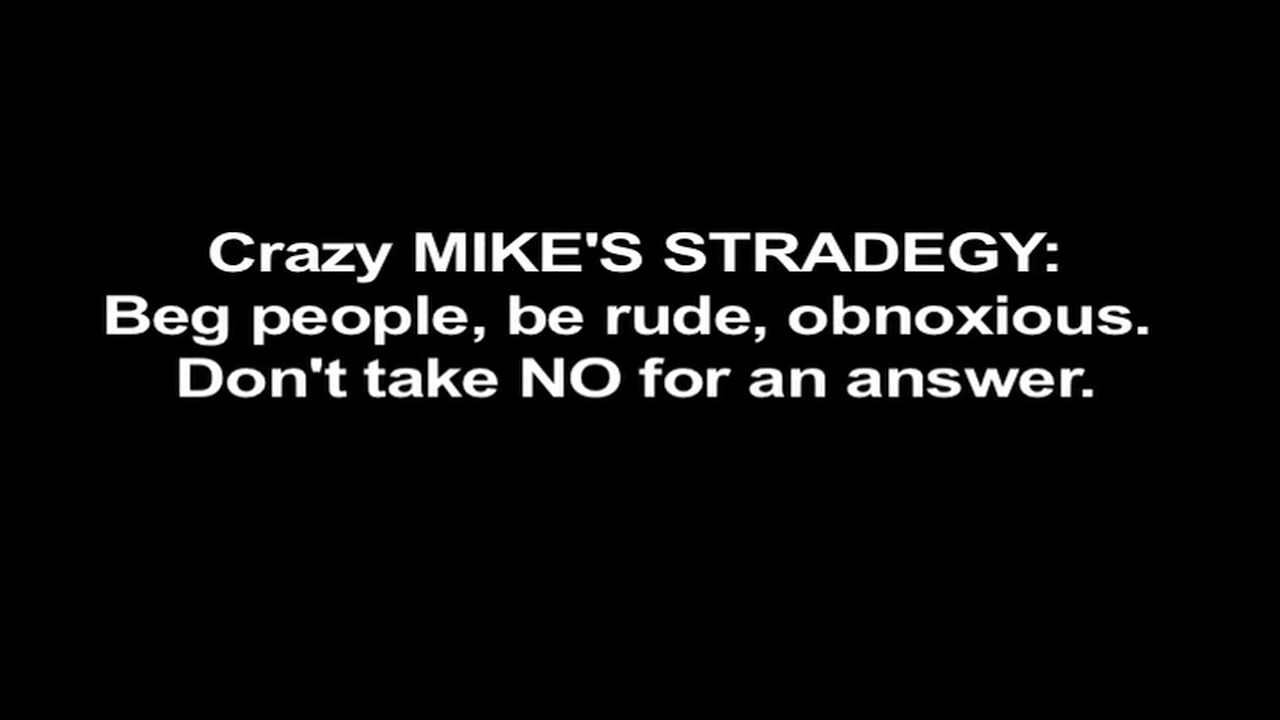 Crazy MIKE'S STRADEGY:
Beg people, be rude, obnoxious.
Don't take NO for an answer.